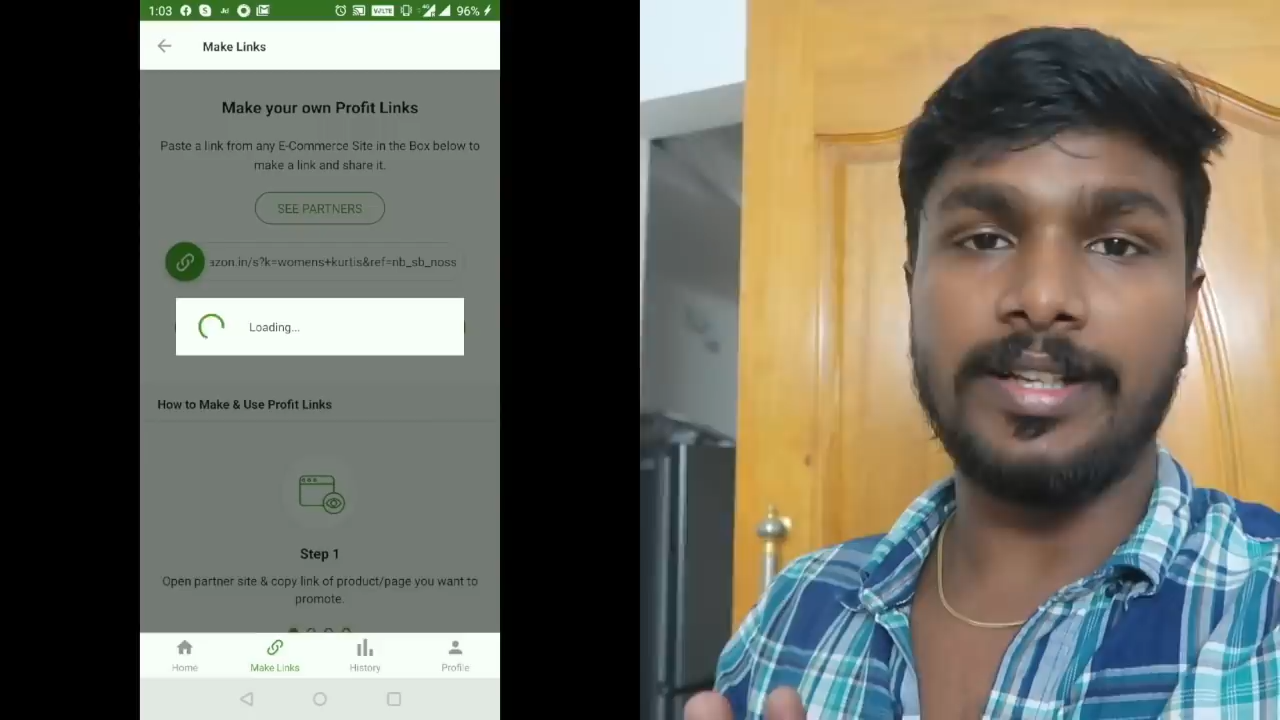 1:03
VoLTE
4G
96%
Make Links
Make your own Profit Links
Paste a link from any E-Commerce Site in the Box below to
make a link and share it.
SEE PARTNERS
azon.in/s?k=womens+kurtis&ref=nb_sb_noss
Loading...
How to Make & Use Profit Links
Step 1
Open partner site & copy link of product/page you want to
promote.
Home
Make Links
History
Profile